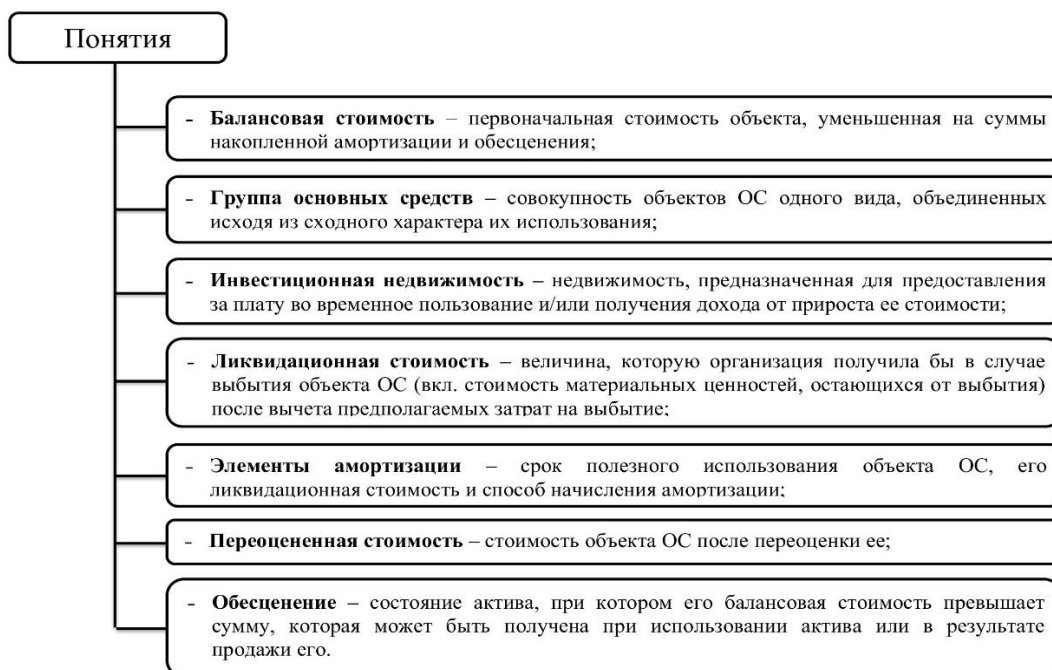 Понятия
- Балансовая стоимость – первоначальная стоимость объекта, уменьшенная на суммы
накопленной амортизации и обесценения;
- Группа основных средств – совокупность объектов ОС одного вида, объединенных
исходя из сходного характера их использования;
- Инвестиционная недвижимость – недвижимость, предназначенная для предоставления
за плату во временное пользование и/или получения дохода от прироста ее стоимости;
- Ликвидационная стоимость – величина, которую организация получила бы в случае
выбытия объекта ОС (вкл. стоимость материальных ценностей, остающихся от выбытия)
после вычета предполагаемых затрат на выбытие;
- Элементы амортизации – срок полезного использования объекта ОС, его
ликвидационная стоимость и способ начисления амортизации;
- Переоцененная стоимость – стоимость объекта ОС после переоценки ее;
- Обесценение – состояние актива, при котором его балансовая стоимость превышает
сумму, которая может быть получена при использовании актива или в результате
продажи его.